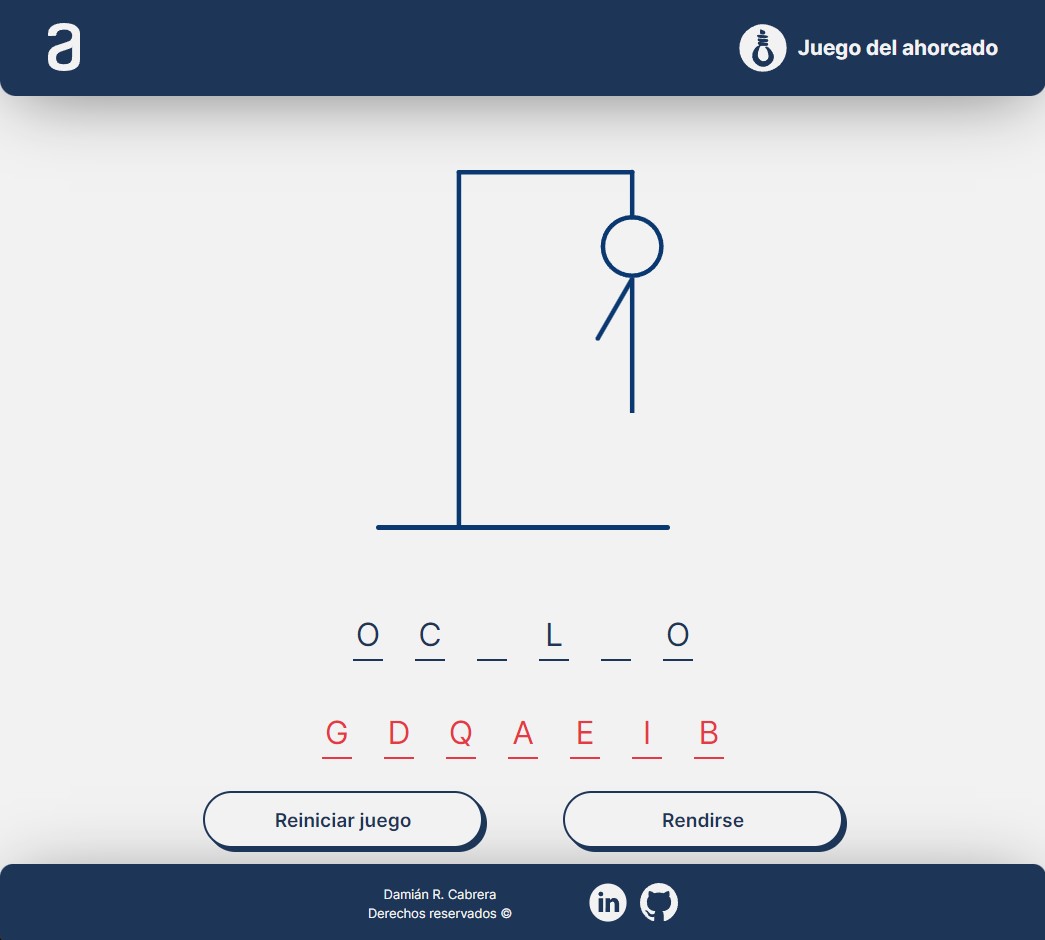 a
Juego del ahorcado
O C _ L _ O
G D Q A E I B
Reiniciar juego
Rendirse
Damián R. Cabrera
Derechos reservados ©
in